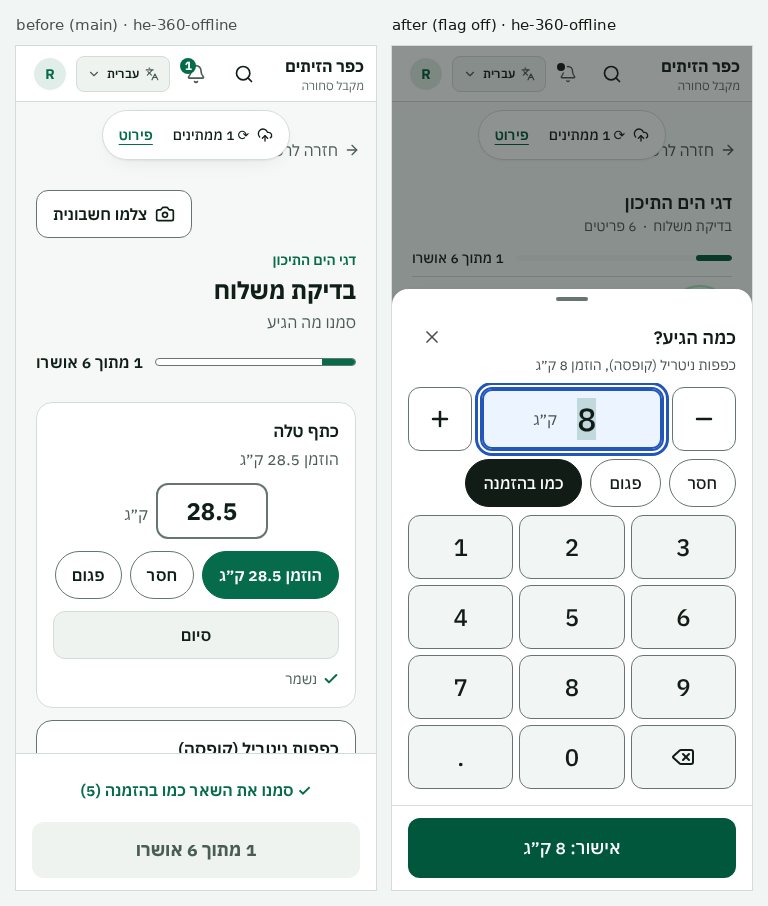 before (main) · he-360-offline
כפר הזיתים
מקבל סחורה
1
עברית
R
1 ממתינים
פירוט
צלמו חשבונית
דגי הים התיכון
בדיקת משלוח
סמנו מה הגיע
1 מתוך 6 אושרו
כתף טלה
הוזמן 28.5 ק״ג
28.5 ק״ג
הוזמן 28.5 ק״ג
חסר
פגום
סיום
נשמר
כפפות ניטריל (קופסה)
סמנו את השאר כמו בהזמנה (5)
1 מתוך 6 אושרו
after (flag off) · he-360-offline
כפר הזיתים
מקבל סחורה
עברית
R
1 ממתינים
פירוט
דגי הים התיכון
בדיקת משלוח · 6 פריטים
1 מתוך 6 אושרו
כמה הגיע?
כפפות ניטריל (קופסה), הוזמן 8 ק״ג
8 ק״ג
חסר
פגום
כמו בהזמנה
1 2 3
4 5 6
7 8 9
. 0
אישור: 8 ק״ג